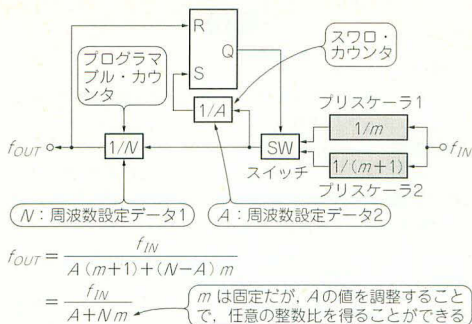 R
Q
S
プログラマ
ブル・カウ
ンタ
スワロ・
カウンタ
1/A
プリスケーラ1
1/m
fOUT
1/N
SW
スイッチ
1/(m+1)
fIN
プリスケーラ2
N：周波数設定データ1
A：周波数設定データ2
fOUT = fIN / A(m+1)+(N−A)m
= fIN / A+Nm
mは固定だが，Aの値を調整すること
で，任意の整数比を得ることができる